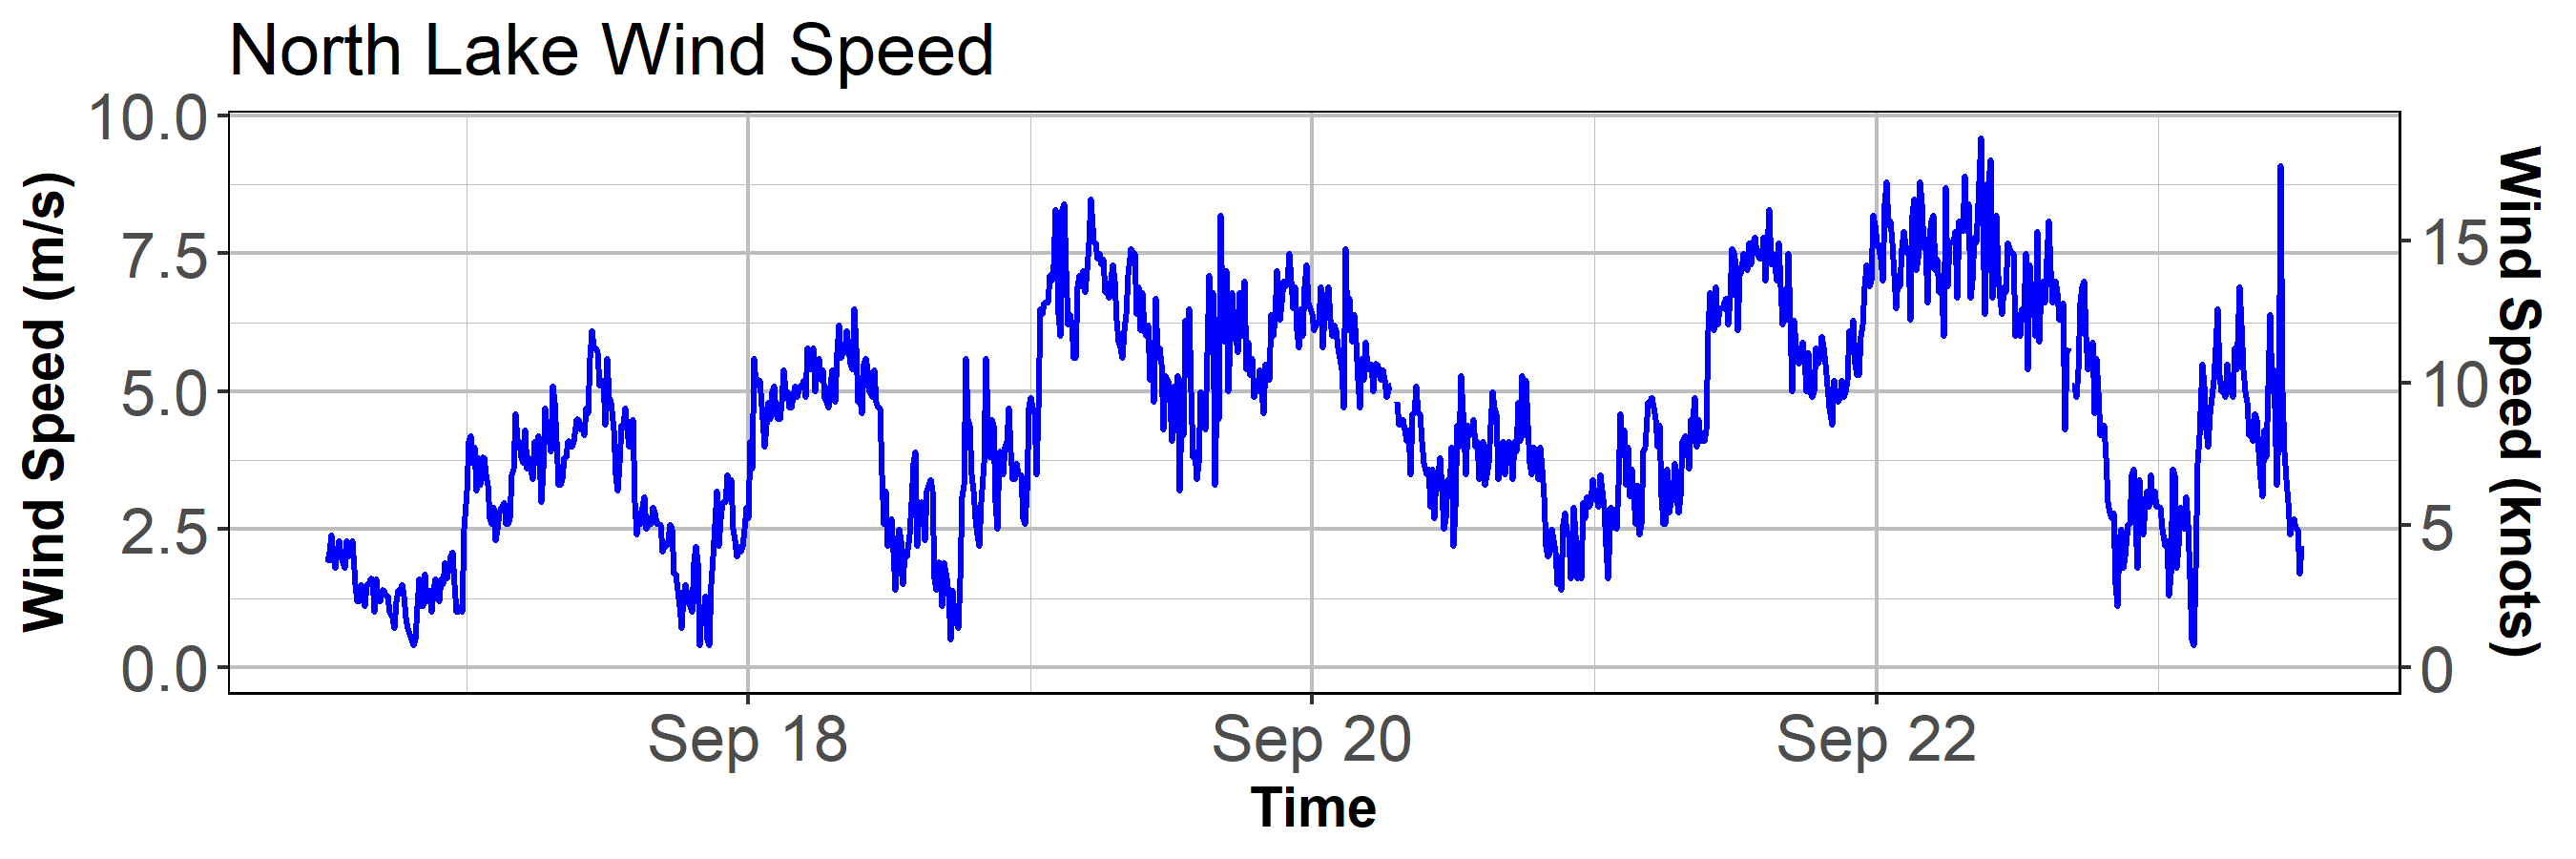 North Lake Wind Speed
10.0
7.5
5.0
2.5
0.0
Wind Speed (m/s)
15
10
5
0
Wind Speed (knots)
Sep 18
Sep 20
Sep 22
Time